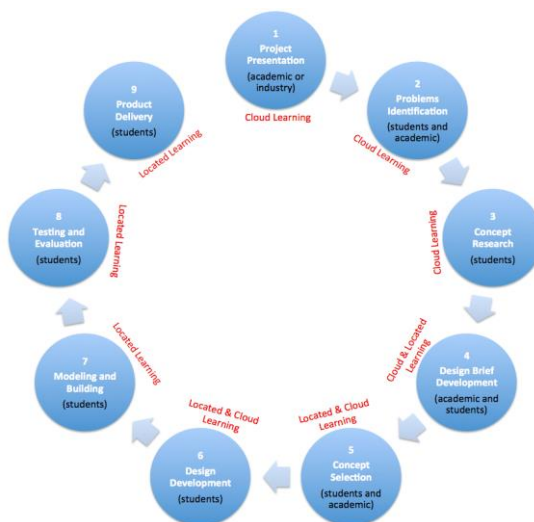 1
Project
Presentation
(academic or
industry)
Cloud Learning
2
Problems
Identification
(students and
academic)
Cloud Learning
3
Concept
Research
(students)
Cloud Learning
4
Design Brief
Development
(academic and
students)
Cloud & Located
Learning
5
Concept
Selection
(students and
academic)
Located & Cloud
Learning
6
Design
Development
(students)
Located & Cloud
Learning
7
Modeling and
Building
(students)
Located Learning
8
Testing and
Evaluation
(students)
Located Learning
9
Product
Delivery
(students)
Located Learning